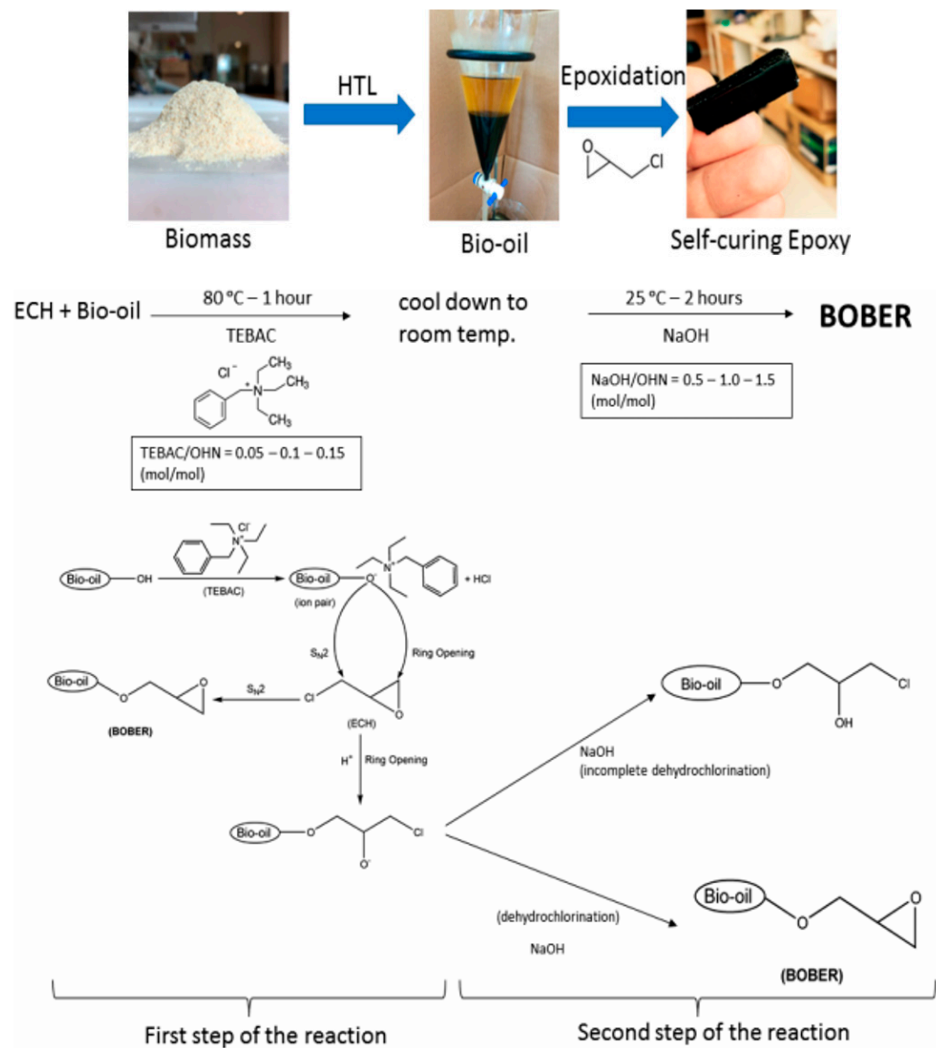 HTL
Epoxidation
O
Cl
Biomass
Bio-oil
Self-curing Epoxy
ECH + Bio-oil
80 °C – 1 hour
TEBAC
cool down to
room temp.
25 °C – 2 hours
NaOH
BOBER
Cl⁻
CH₃
N⁺
CH₃
CH₃
NaOH/OHN = 0.5 – 1.0 – 1.5
(mol/mol)
TEBAC/OHN = 0.05 – 0.1 – 0.15
(mol/mol)
Cl⁻
N⁺
Bio-oil
OH
(TEBAC)
Bio-oil
O⁻
N⁺
+ HCl
(ion pair)
Sₙ2
Ring Opening
Bio-oil
O
O
(BOBER)
Sₙ2
Cl
O
(ECH)
H⁺
Ring Opening
Bio-oil
O
Cl
O⁻
Bio-oil
O
Cl
OH
NaOH
(incomplete dehydrochlorination)
(dehydrochlorination)
NaOH
Bio-oil
O
O
(BOBER)
First step of the reaction
Second step of the reaction